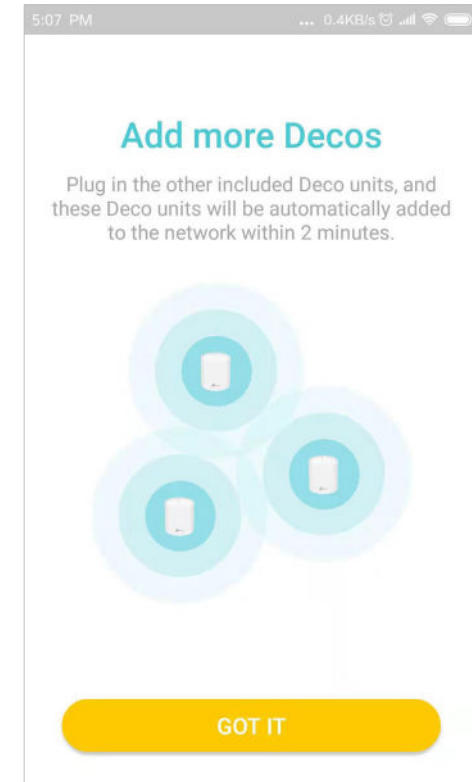 5:07 PM ... 0.4KB/s
Add more Decos
Plug in the other included Deco units, and
these Deco units will be automatically added
to the network within 2 minutes.
GOT IT